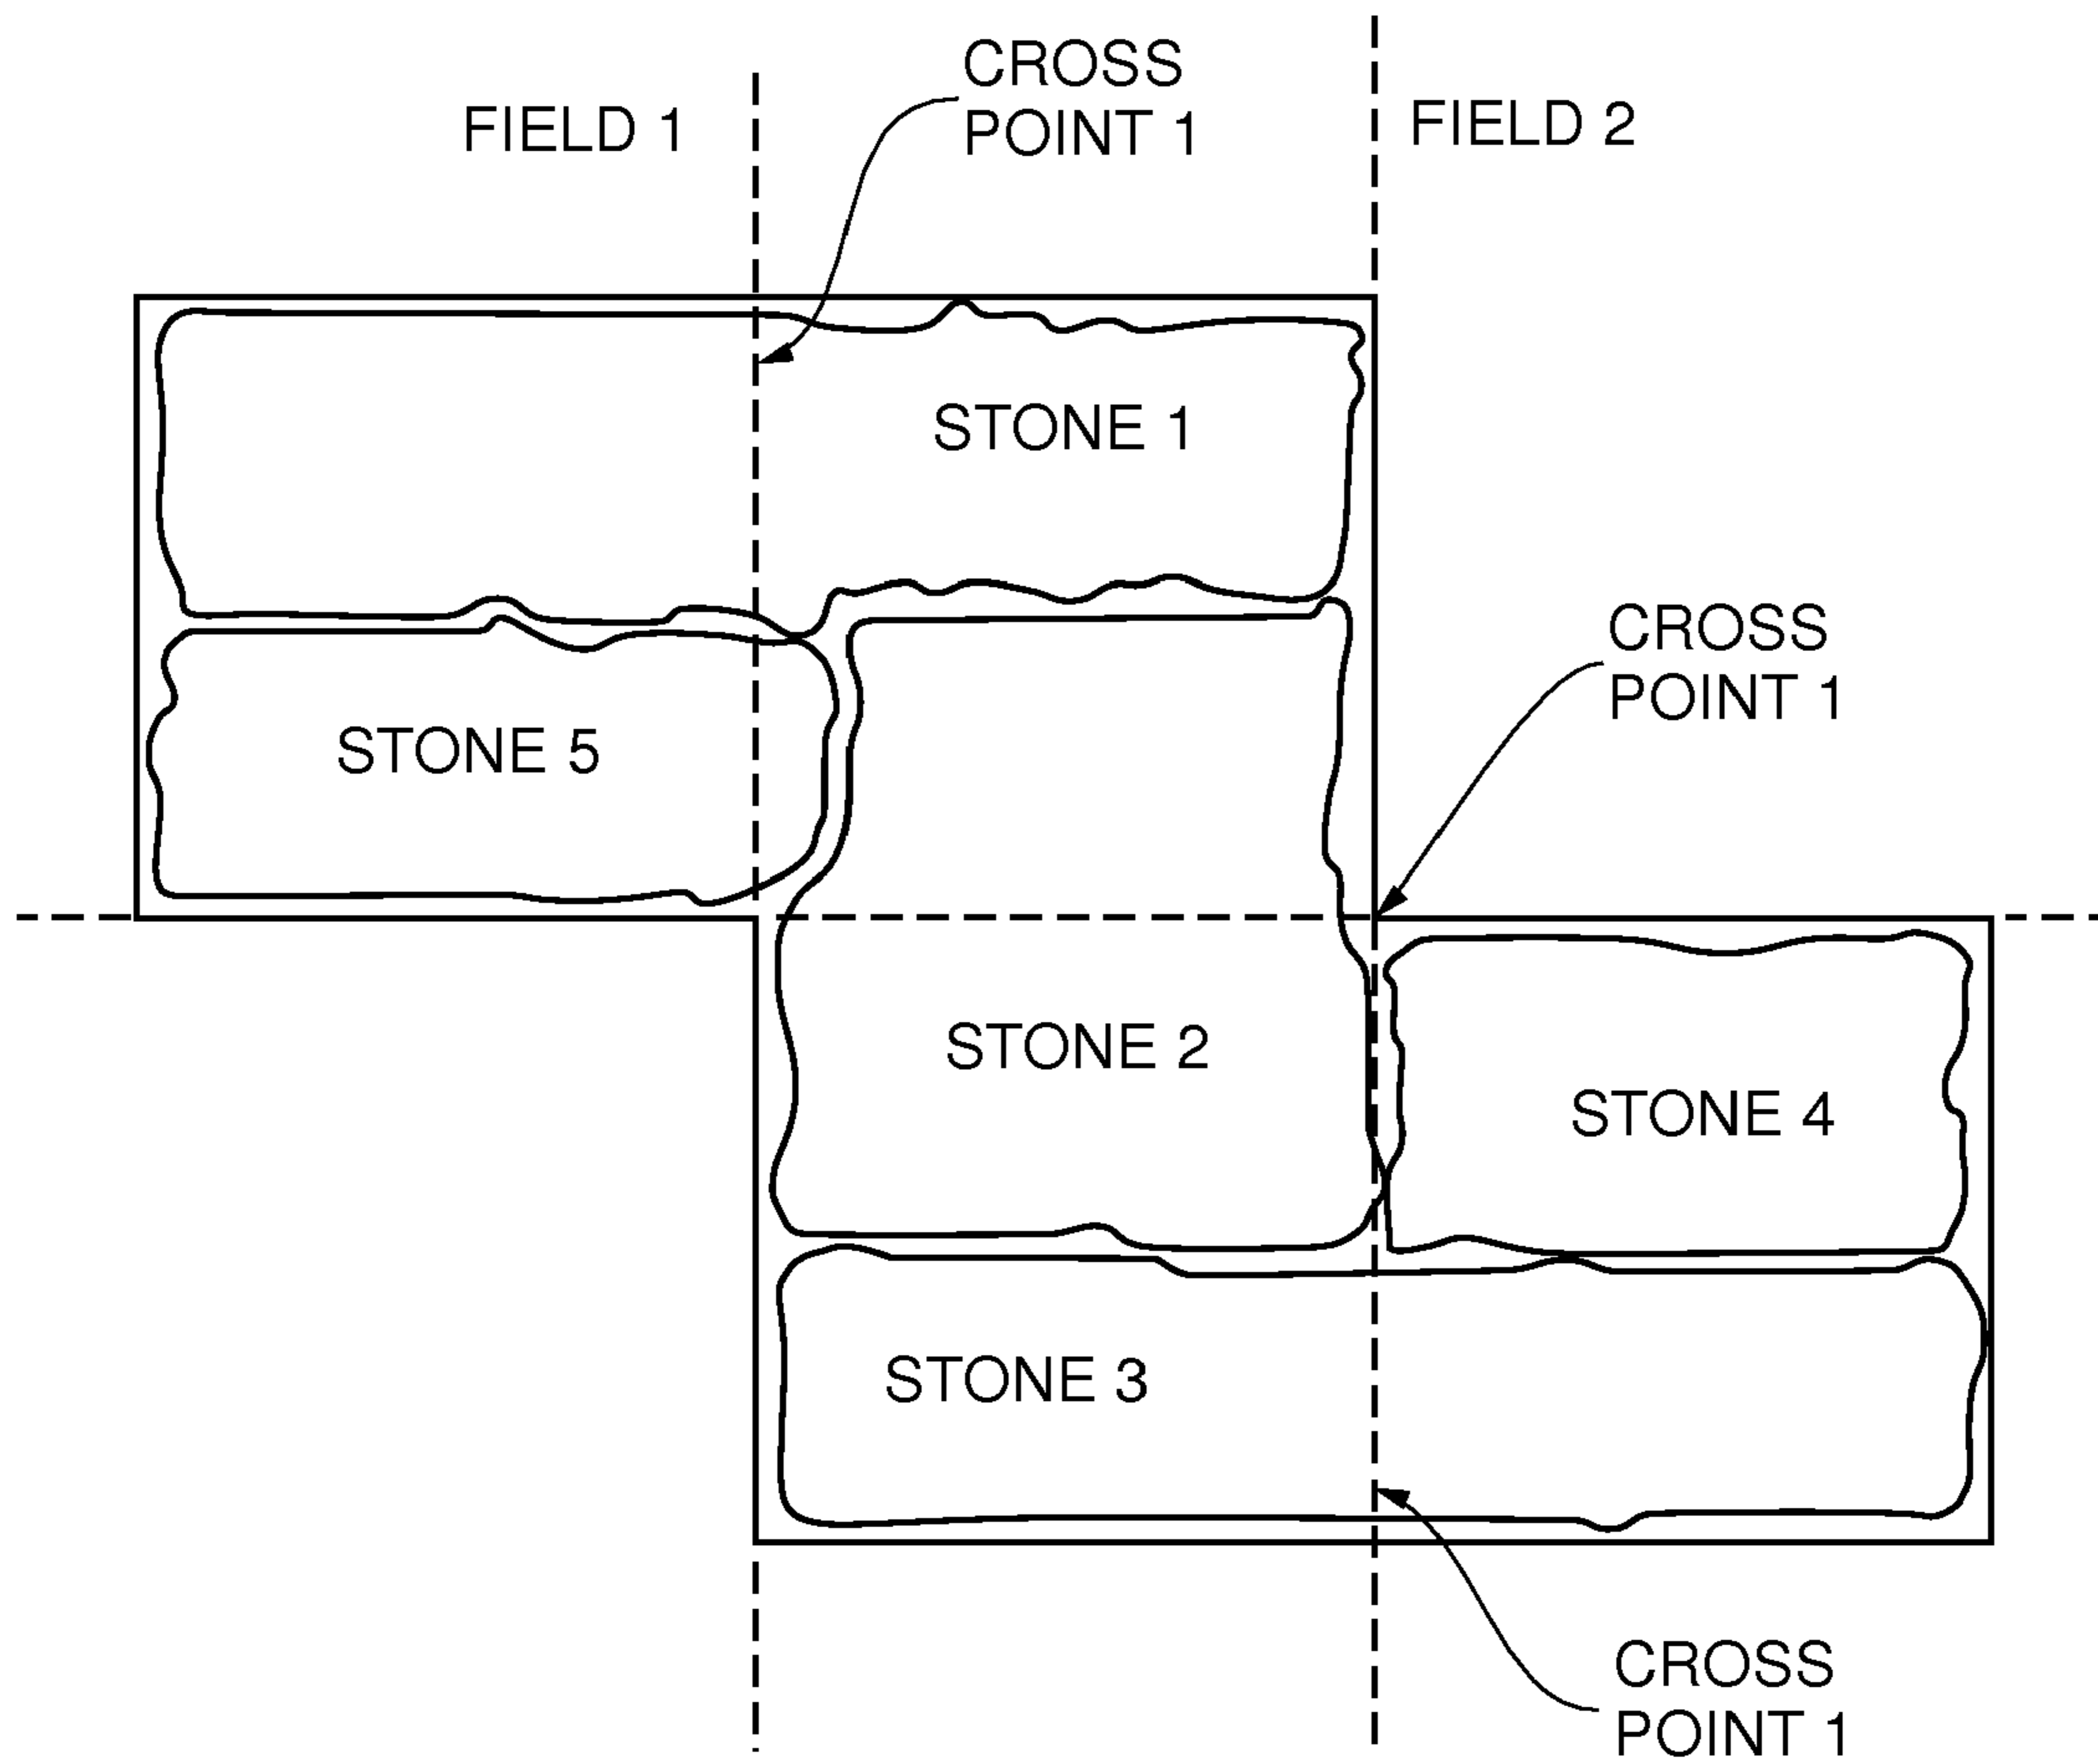 FIELD 1
CROSS
POINT 1
FIELD 2
STONE 1
CROSS
POINT 1
STONE 5
STONE 2
STONE 4
STONE 3
CROSS
POINT 1